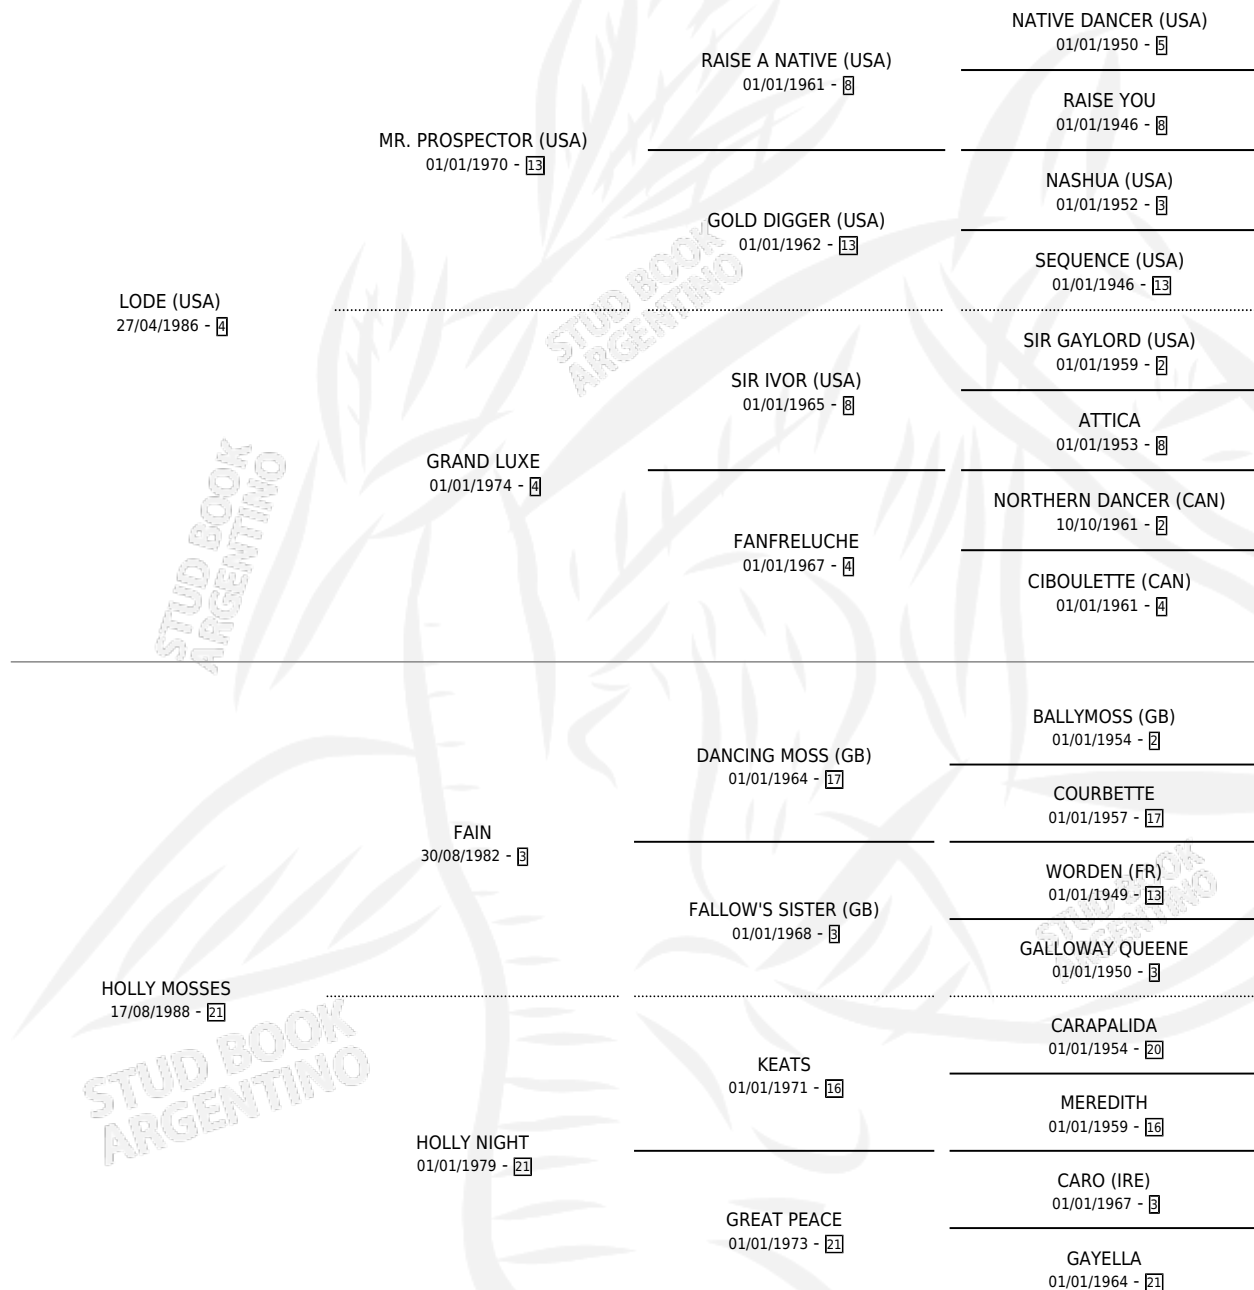 NATIVE DANCER (USA)
01/01/1950 - 5
RAISE A NATIVE (USA)
01/01/1961 - 8
RAISE YOU
01/01/1946 - 8
MR. PROSPECTOR (USA)
01/01/1970 - 13
NASHUA (USA)
01/01/1952 - 3
GOLD DIGGER (USA)
01/01/1962 - 13
SEQUENCE (USA)
01/01/1946 - 13
LODE (USA)
27/04/1986 - 4
STUD BOOK
ARGENTINO
SIR GAYLORD (USA)
01/01/1959 - 2
SIR IVOR (USA)
01/01/1965 - 8
ATTICA
01/01/1953 - 8
GRAND LUXE
01/01/1974 - 4
NORTHERN DANCER (CAN)
10/10/1961 - 2
FANFRELUCHE
01/01/1967 - 4
CIBOULETTE (CAN)
01/01/1961 - 4
STUD BOOK
ARGENTINO
BALLYMOSS (GB)
01/01/1954 - 2
DANCING MOSS (GB)
01/01/1964 - 17
COURBETTE
01/01/1957 - 17
FAIN
30/08/1982 - 3
WORDEN (FR)
01/01/1949 - 13
STUD BOOK
ARGENTINO
FALLOW'S SISTER (GB)
01/01/1968 - 3
GALLOWAY QUEENE
01/01/1950 - 3
HOLLY MOSSES
17/08/1988 - 21
STUD BOOK
ARGENTINO
CARAPALIDA
01/01/1954 - 20
KEATS
01/01/1971 - 16
MEREDITH
01/01/1959 - 16
HOLLY NIGHT
01/01/1979 - 21
CARO (IRE)
01/01/1967 - 3
GREAT PEACE
01/01/1973 - 21
GAYELLA
01/01/1964 - 21